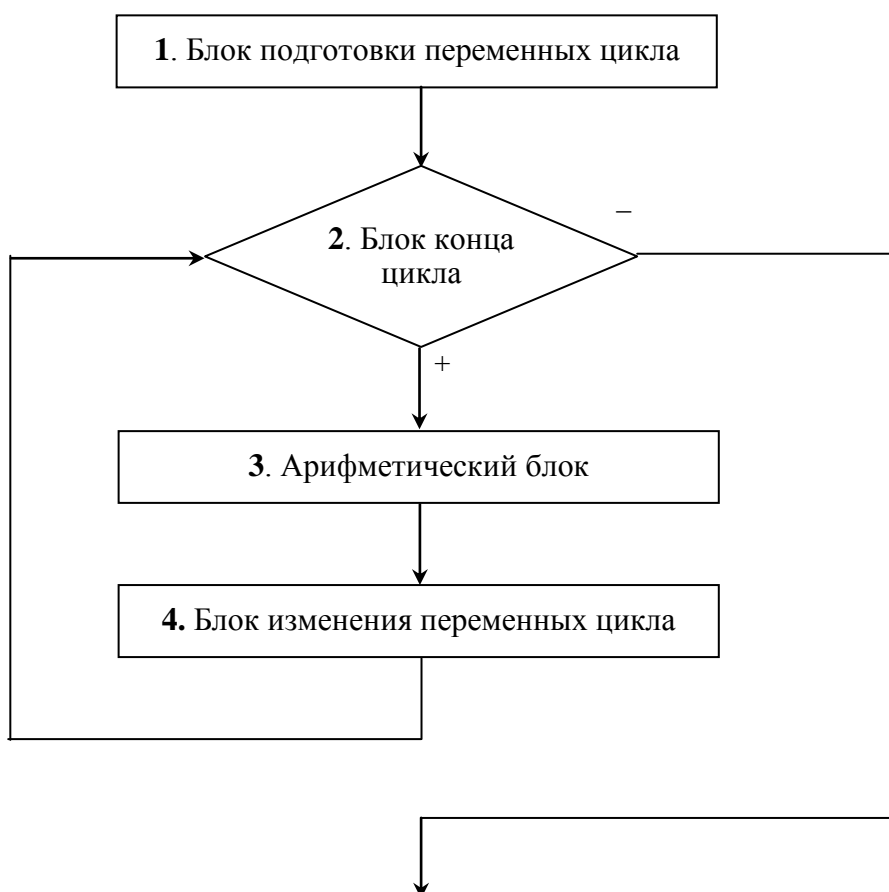 1. Блок подготовки переменных цикла
–
2. Блок конца
цикла
+
3. Арифметический блок
4. Блок изменения переменных цикла